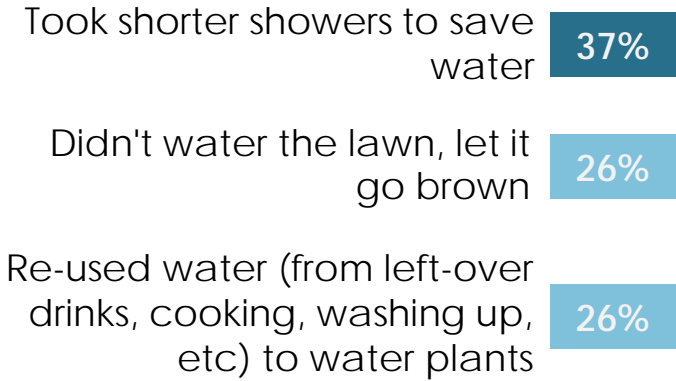 Took shorter showers to save
water
37%
Didn't water the lawn, let it
go brown
26%
Re-used water (from left-over
drinks, cooking, washing up,
etc) to water plants
26%